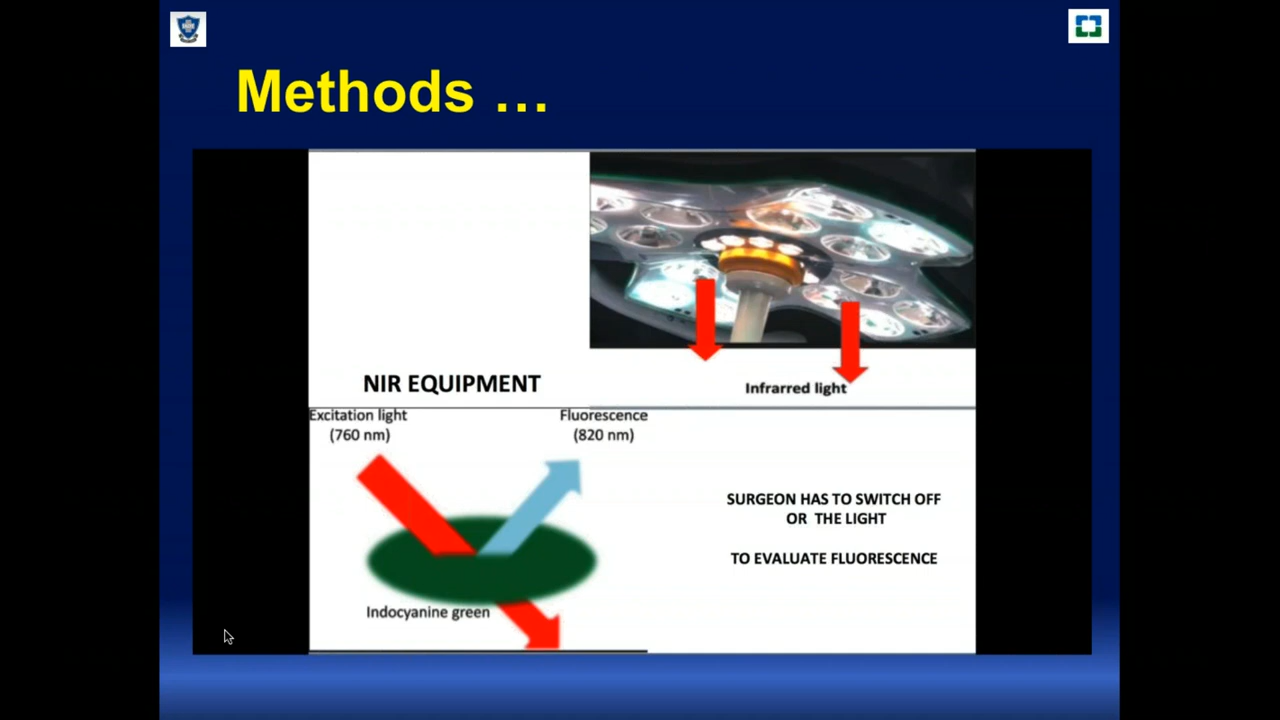 Methods …
NIR EQUIPMENT
Infrarred light
Excitation light
(760 nm)
Fluorescence
(820 nm)
Indocyanine green
SURGEON HAS TO SWITCH OFF
OR THE LIGHT
TO EVALUATE FLUORESCENCE